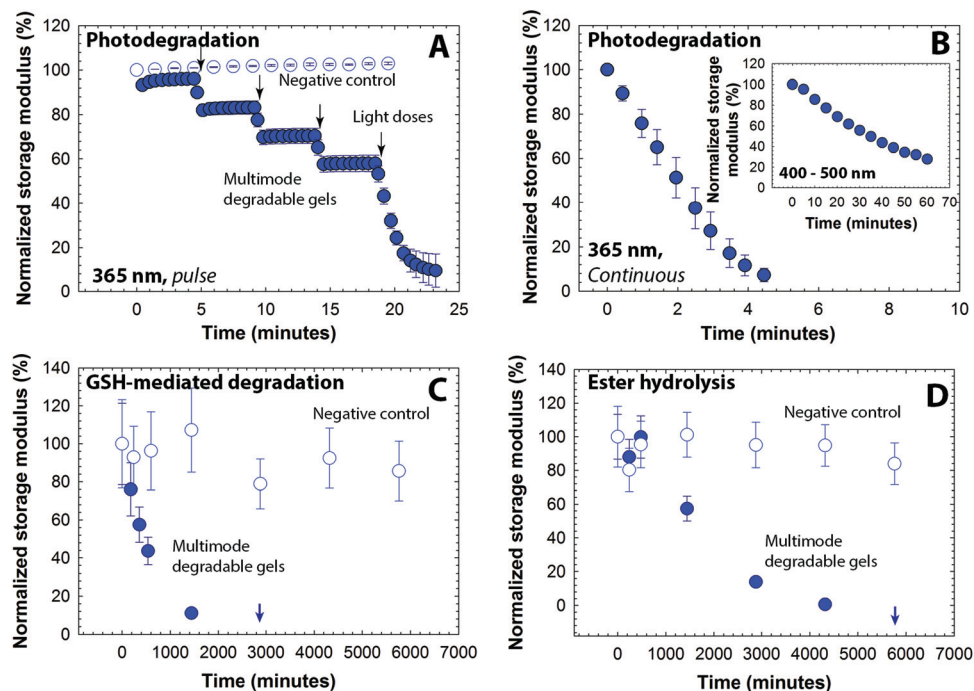 Photodegradation
A
Negative control
Light doses
Multimode
degradable gels
365 nm, pulse
Normalized storage modulus (%)
120
100
80
60
40
20
0
0 5 10 15 20 25
Time (minutes)
Photodegradation
B
365 nm,
Continuous
Normalized storage modulus (%)
120
100
80
60
40
20
0
0 2 4 6 8 10
Time (minutes)
Normalized storage
modulus (%)
120
100
80
60
40
20
0
400 - 500 nm
0 10 20 30 40 50 60 70
Time (minutes)
GSH-mediated degradation
C
Negative control
Multimode
degradable gels
Normalized storage modulus (%)
140
120
100
80
60
40
20
0
0 1000 2000 3000 4000 5000 6000 7000
Time (minutes)
Ester hydrolysis
D
Negative control
Multimode
degradable gels
Normalized storage modulus (%)
140
120
100
80
60
40
20
0
0 1000 2000 3000 4000 5000 6000 7000
Time (minutes)